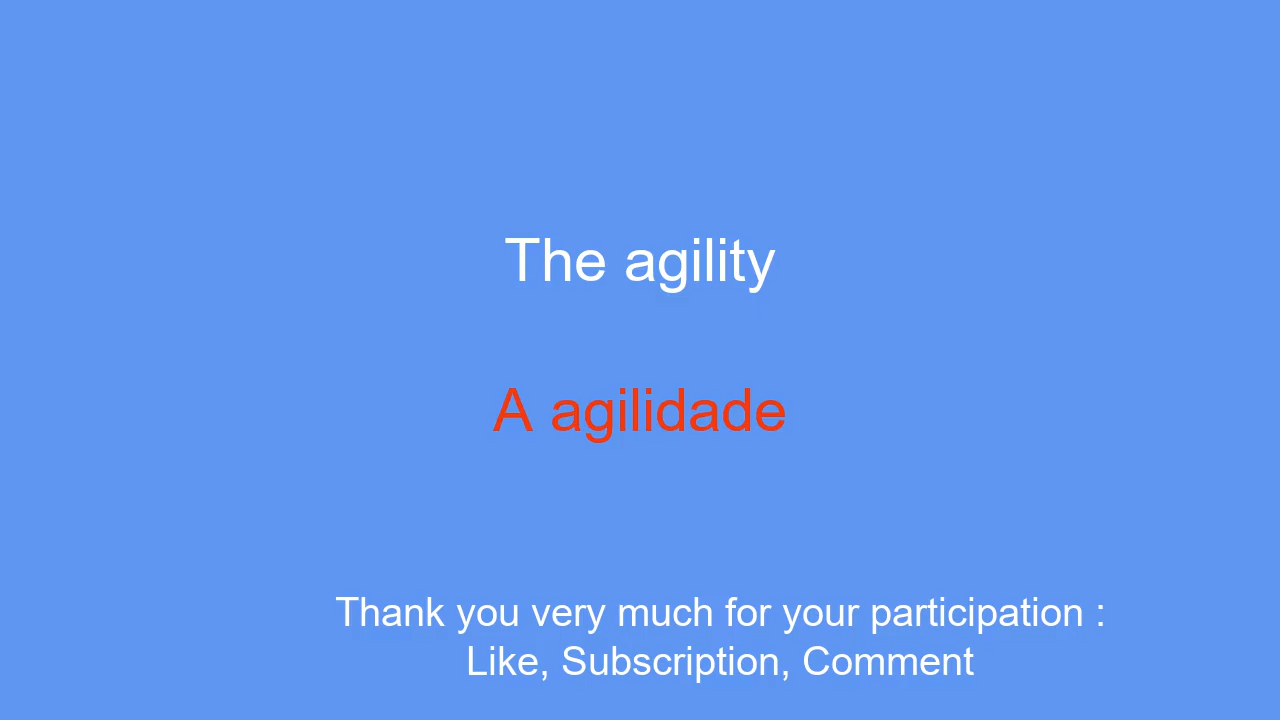 The agility
A agilidade
Thank you very much for your participation :
Like, Subscription, Comment